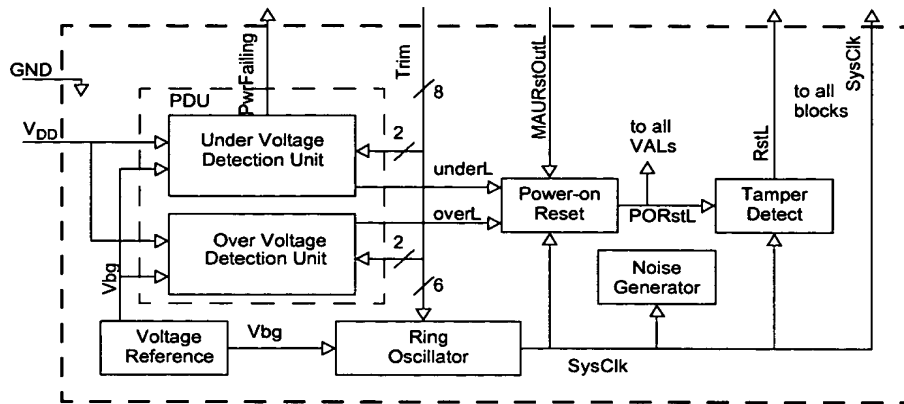 GND
PDU
PwrFailing
Trim
8
MAURstOutL
to all
blocks
RstL
SysClk
VDD
Under Voltage
Detection Unit
2
underL
to all
VALs
Power-on
Reset
PORstL
Tamper
Detect
overL
Over Voltage
Detection Unit
2
Vbg
6
Noise
Generator
Voltage
Reference
Vbg
Ring
Oscillator
SysClk